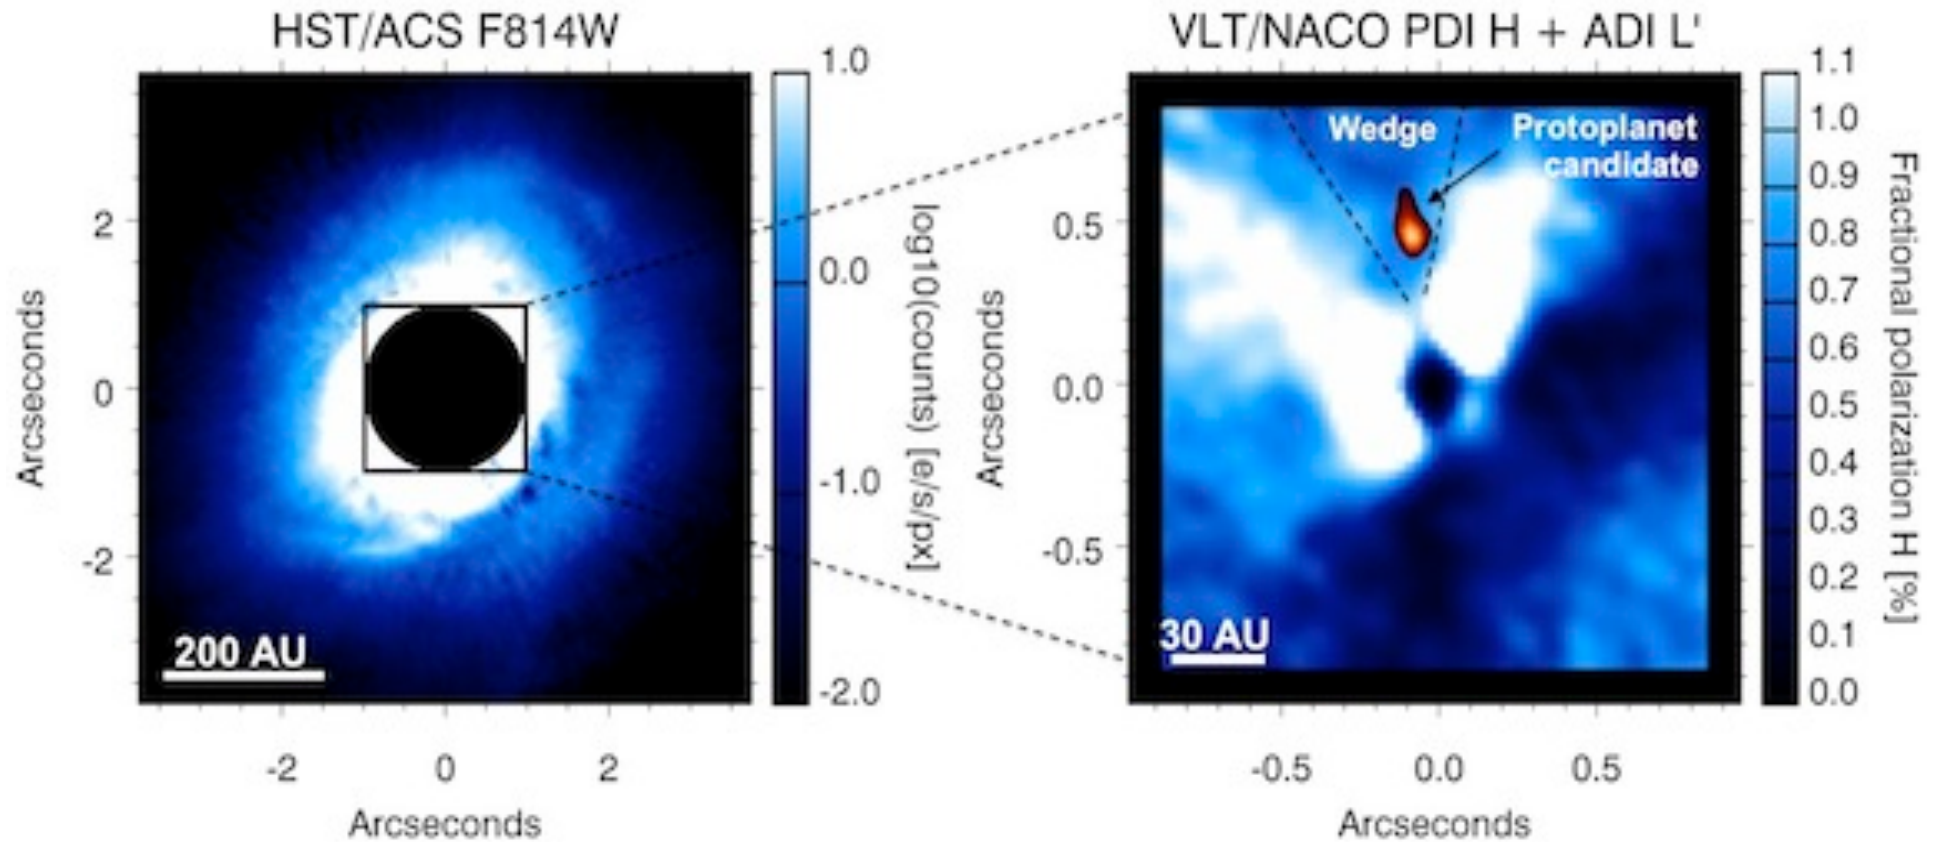 HST/ACS F814W
1.0
0.0
-1.0
-2.0
log10(counts) [e/s/px]
2
0
-2
Arcseconds
200 AU
-2
0
2
Arcseconds
VLT/NACO PDI H + ADI L'
Wedge
Protoplanet
candidate
0.5
0.0
-0.5
Arcseconds
30 AU
-0.5
0.0
0.5
Arcseconds
1.1
1.0
0.9
0.8
0.7
0.6
0.5
0.4
0.3
0.2
0.1
0.0
Fractional polarization H [%]